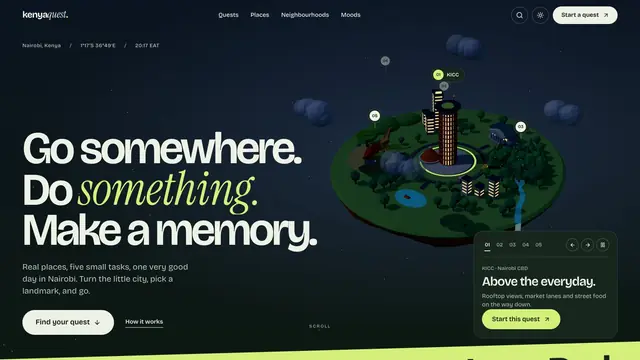 kenyaquest.
Quests Places Neighbourhoods Moods
Start a quest
Nairobi, Kenya / 1°17'S 36°49'E / 20:17 EAT
01 KICC
05
03
Go somewhere.
Do something.
Make a memory.
Real places, five small tasks, one very good
day in Nairobi. Turn the little city, pick a
landmark, and go.
Find your quest
How it works
SCROLL
01 02 03 04 05
KICC · Nairobi CBD
Above the everyday.
Rooftop views, market lanes and street food
on the way down.
Start this quest